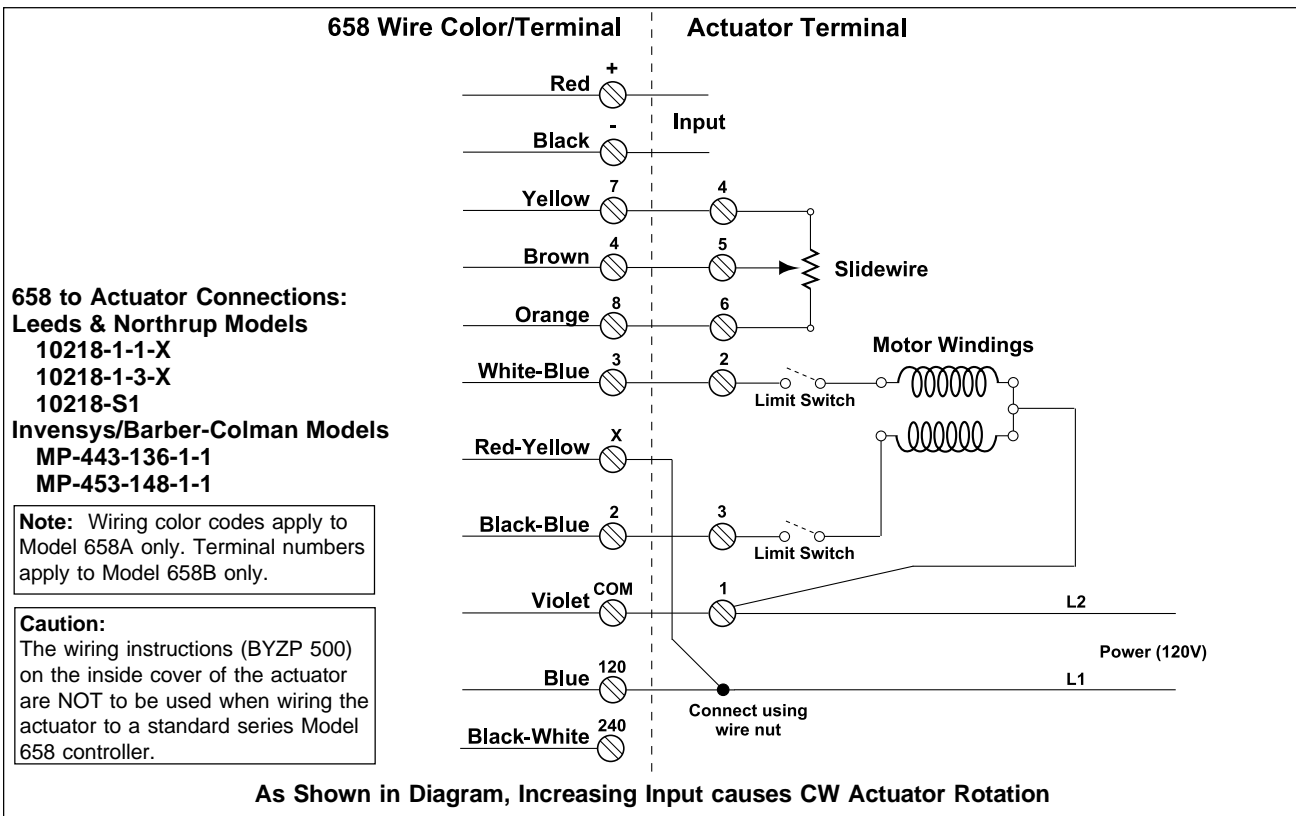 658 Wire Color/Terminal
Actuator Terminal
+
Red
Input
-
Black
7
Yellow
4
4
Brown
5
Slidewire
8
Orange
6
3
White-Blue
2
Limit Switch
Motor Windings
X
Red-Yellow
2
Black-Blue
3
Limit Switch
COM
Violet
1
L2
Power (120V)
120
Blue
L1
Connect using
wire nut
240
Black-White
658 to Actuator Connections:
Leeds & Northrup Models
10218-1-1-X
10218-1-3-X
10218-S1
Invensys/Barber-Colman Models
MP-443-136-1-1
MP-453-148-1-1
Note: Wiring color codes apply to
Model 658A only. Terminal numbers
apply to Model 658B only.
Caution:
The wiring instructions (BYZP 500)
on the inside cover of the actuator
are NOT to be used when wiring the
actuator to a standard series Model
658 controller.
As Shown in Diagram, Increasing Input causes CW Actuator Rotation